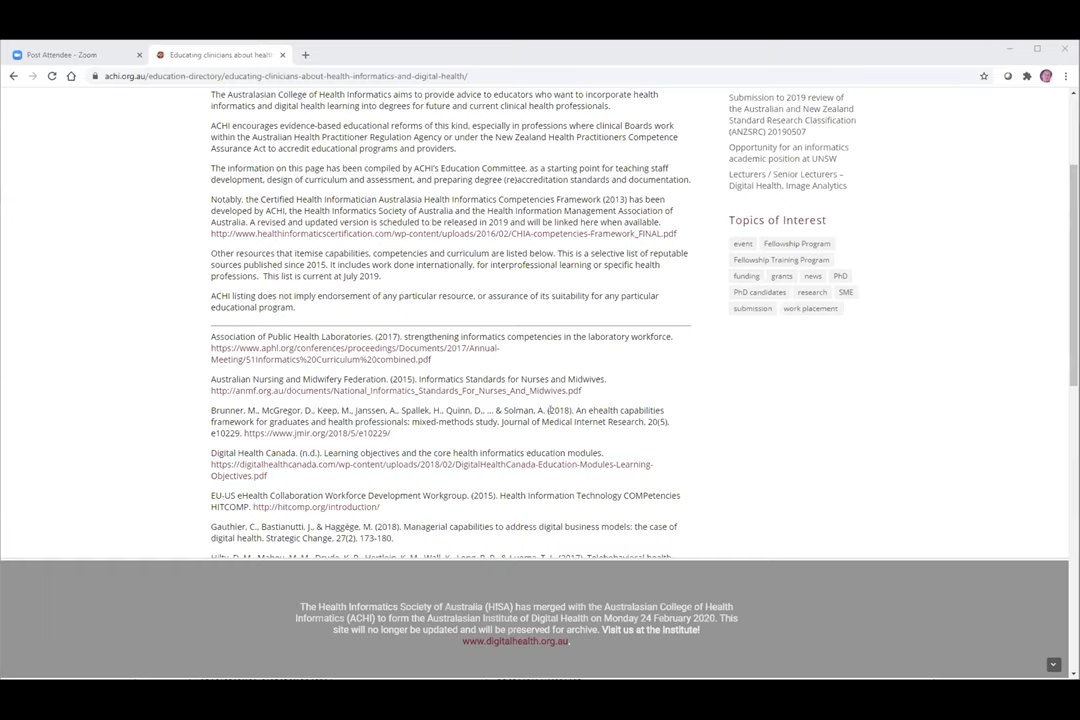 Post Attendee - Zoom
Educating clinicians about health
achi.org.au/education-directory/educating-clinicians-about-health-informatics-and-digital-health/
The Australasian College of Health Informatics aims to provide advice to educators who want to incorporate health
informatics and digital health learning into degrees for future and current clinical health professionals.
ACHI encourages evidence-based educational reforms of this kind, especially in professions where clinical Boards work
within the Australian Health Practitioner Regulation Agency or under the New Zealand Health Practitioners Competence
Assurance Act to accredit educational programs and providers.
The information on this page has been compiled by ACHI's Education Committee, as a starting point for teaching staff
development, design of curriculum and assessment, and preparing degree (re)accreditation standards and documentation.
Notably, the Certified Health Informatician Australasia Health Informatics Competencies Framework (2013) has been
developed by ACHI, the Health Informatics Society of Australia and the Health Information Management Association of
Australia. A revised and updated version is scheduled to be released in 2019 and will be linked here when available.
http://www.healthinformaticscertification.com/wp-content/uploads/2016/02/CHIA-competencies-Framework_FINAL.pdf
Other resources that itemise capabilities, competencies and curriculum are listed below. This is a selective list of reputable
sources published since 2015. It includes work done internationally, for interprofessional learning or specific health
professions. This list is current at July 2019.
ACHI listing does not imply endorsement of any particular resource, or assurance of its suitability for any particular
educational program.
Association of Public Health Laboratories. (2017). strengthening informatics competencies in the laboratory workforce.
https://www.aphl.org/conferences/proceedings/Documents/2017/Annual-
Meeting/51Informatics%20Curriculum%20combined.pdf
Australian Nursing and Midwifery Federation. (2015). Informatics Standards for Nurses and Midwives.
http://anmf.org.au/documents/National_Informatics_Standards_For_Nurses_And_Midwives.pdf
Brunner, M., McGregor, D., Keep, M., Janssen, A., Spallek, H., Quinn, D., ... & Solman, A. (2018). An ehealth capabilities
framework for graduates and health professionals: mixed-methods study. Journal of Medical Internet Research, 20(5),
e10229. https://www.jmir.org/2018/5/e10229/
Digital Health Canada. (n.d.). Learning objectives and the core health informatics education modules.
https://digitalhealthcanada.com/wp-content/uploads/2018/02/DigitalHealthCanada-Education-Modules-Learning-
Objectives.pdf
EU-US eHealth Collaboration Workforce Development Workgroup. (2015). Health Information Technology COMPetencies
HITCOMP. http://hitcomp.org/introduction/
Gauthier, C., Bastianutti, J., & Haggège, M. (2018). Managerial capabilities to address digital business models: the case of
digital health. Strategic Change, 27(2), 173-180.
Submission to 2019 review of
the Australian and New Zealand
Standard Research Classification
(ANZSRC) 20190507
Opportunity for an informatics
academic position at UNSW
Lecturers / Senior Lecturers –
Digital Health, Image Analytics
Topics of Interest
event Fellowship Program
Fellowship Training Program
funding grants news PhD
PhD candidates research SME
submission work placement
The Health Informatics Society of Australia (HISA) has merged with the Australasian College of Health
Informatics (ACHI) to form the Australasian Institute of Digital Health on Monday 24 February 2020. This
site will no longer be updated and will be preserved for archive. Visit us at the Institute!
www.digitalhealth.org.au.